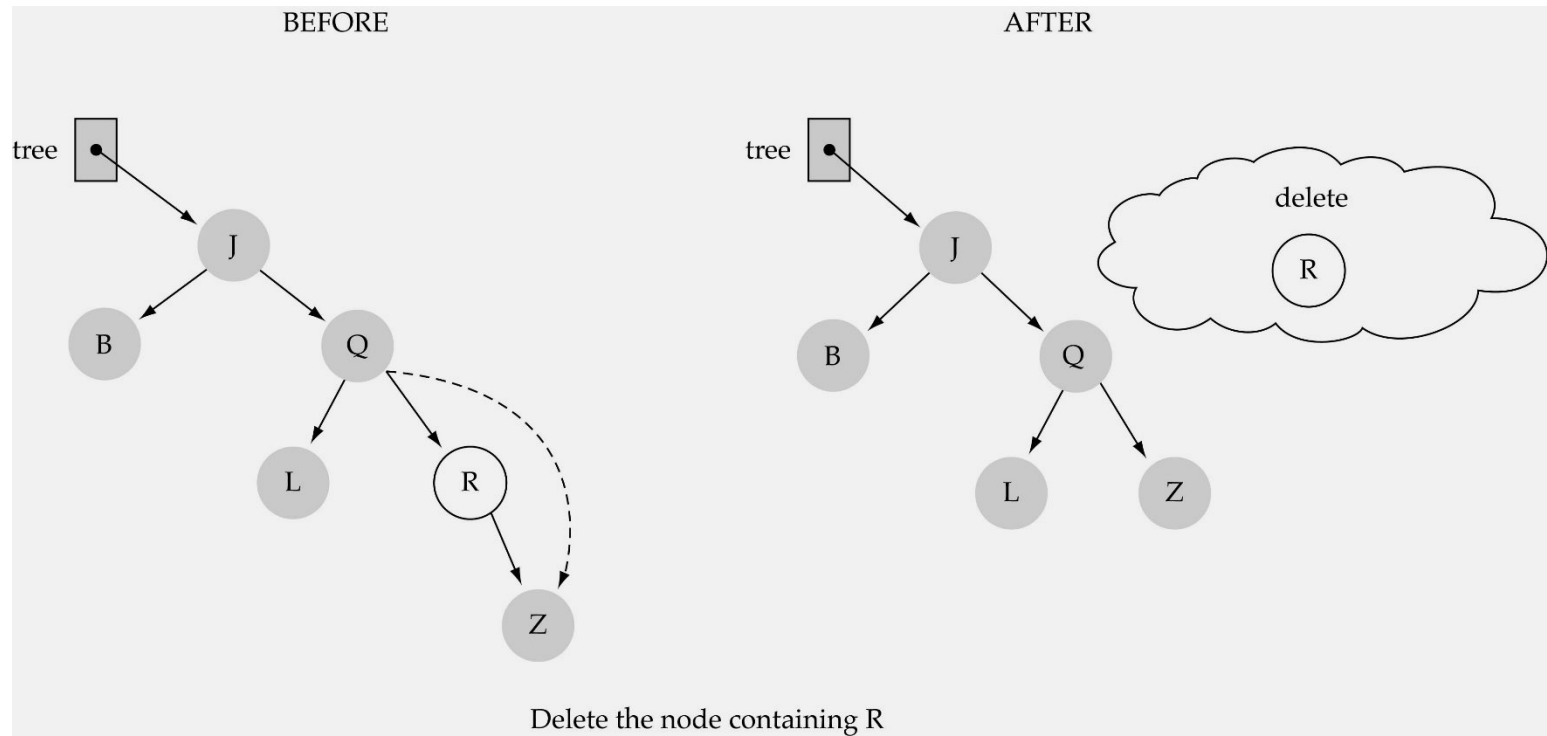 BEFORE
tree
J
B
Q
L
R
Z
AFTER
tree
delete
R
J
B
Q
L
Z
Delete the node containing R